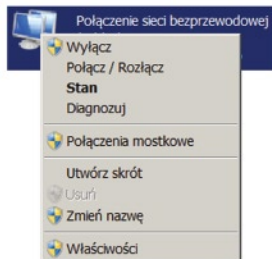 Połączenie sieci bezprzewodowej
Wyłącz
Połącz / Rozłącz
Stan
Diagnozuj
Połączenia mostkowe
Utwórz skrót
Usuń
Zmień nazwę
Właściwości